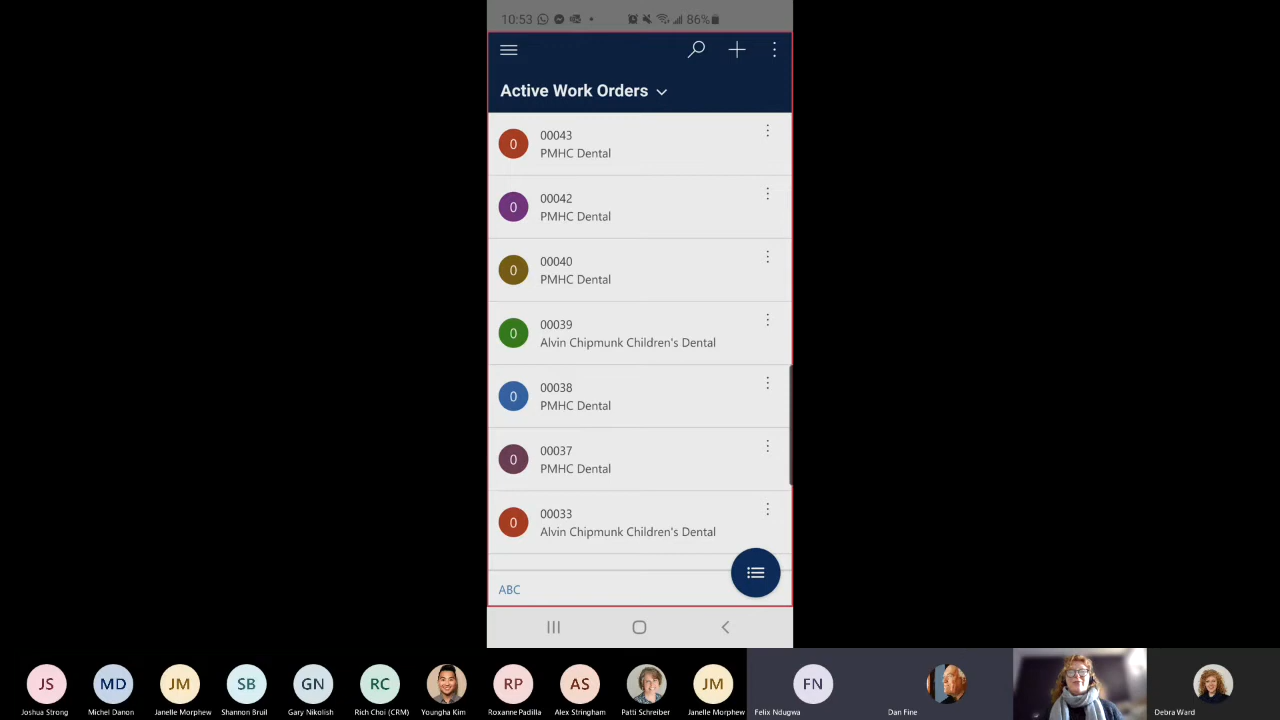 10:53 86%
Active Work Orders
0 00043
PMHC Dental
0 00042
PMHC Dental
0 00040
PMHC Dental
0 00039
Alvin Chipmunk Children's Dental
0 00038
PMHC Dental
0 00037
PMHC Dental
0 00033
Alvin Chipmunk Children's Dental
ABC
JS MD JM SB GN RC RP AS JM FN
Joshua Strong Michel Danon Janelle Morphew Shannon Bruil Gary Nikolish Rich Choi (CRM) Youngha Kim Roxanne Padilla Alex Stringham Patti Schreiber Janelle Morphew Felix Ndugwa Dan Fine Debra Ward